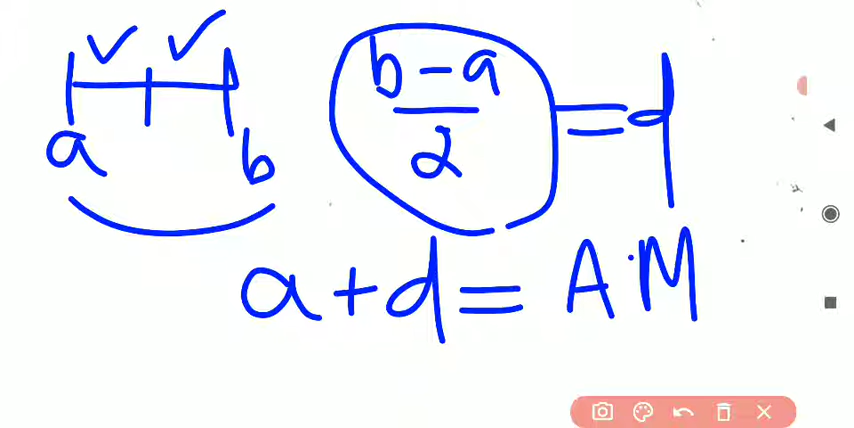 b-a/2 = d
a b
a+d = A.M